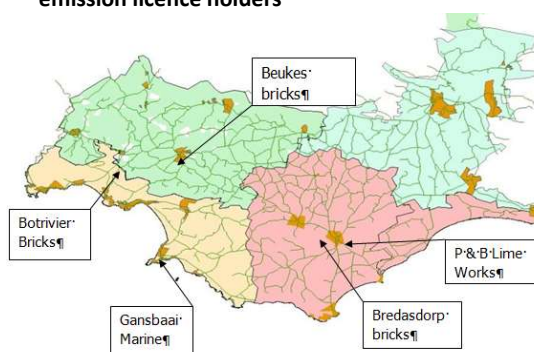 emission licence holders
Beukes·
bricks¶
Botrivier·
Bricks¶
P·&·B·Lime·
Works¶
Gansbaai·
Marine¶
Bredasdorp·
bricks¶